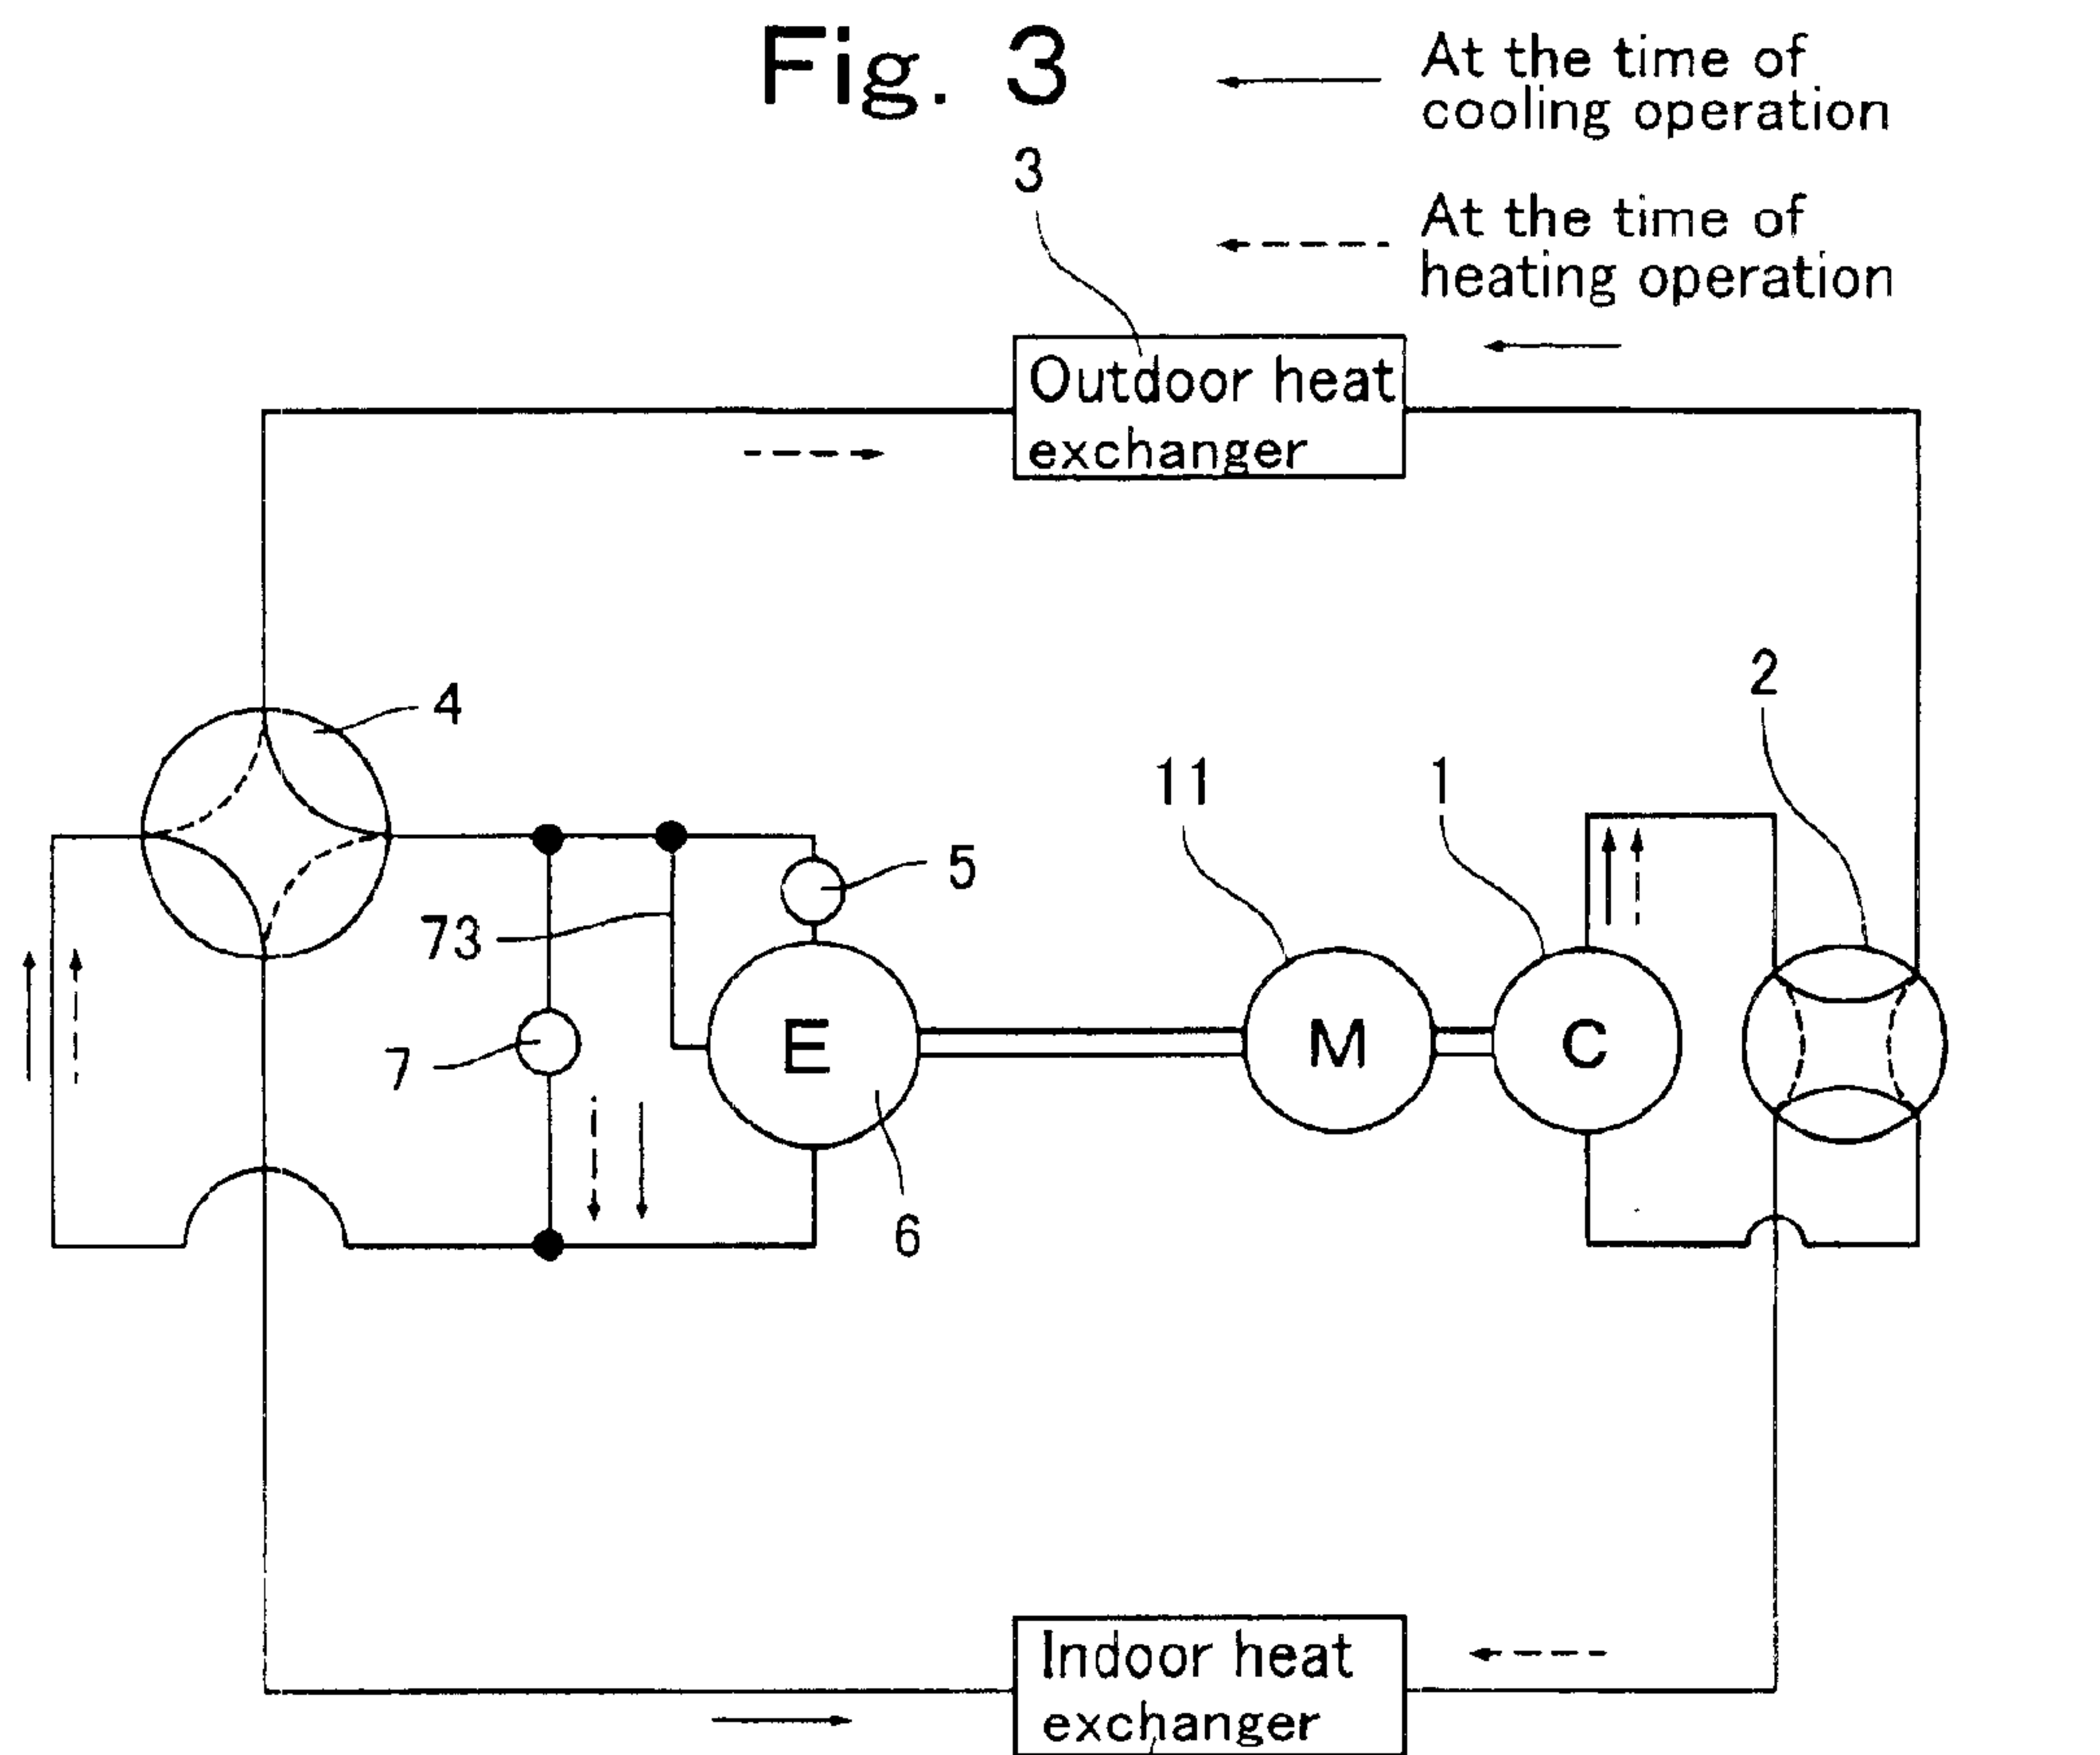 Fig. 3
At the time of
cooling operation
3
At the time of
heating operation
Outdoor heat
exchanger
2
4
11
1
5
73
E
M
C
7
6
Indoor heat
exchanger